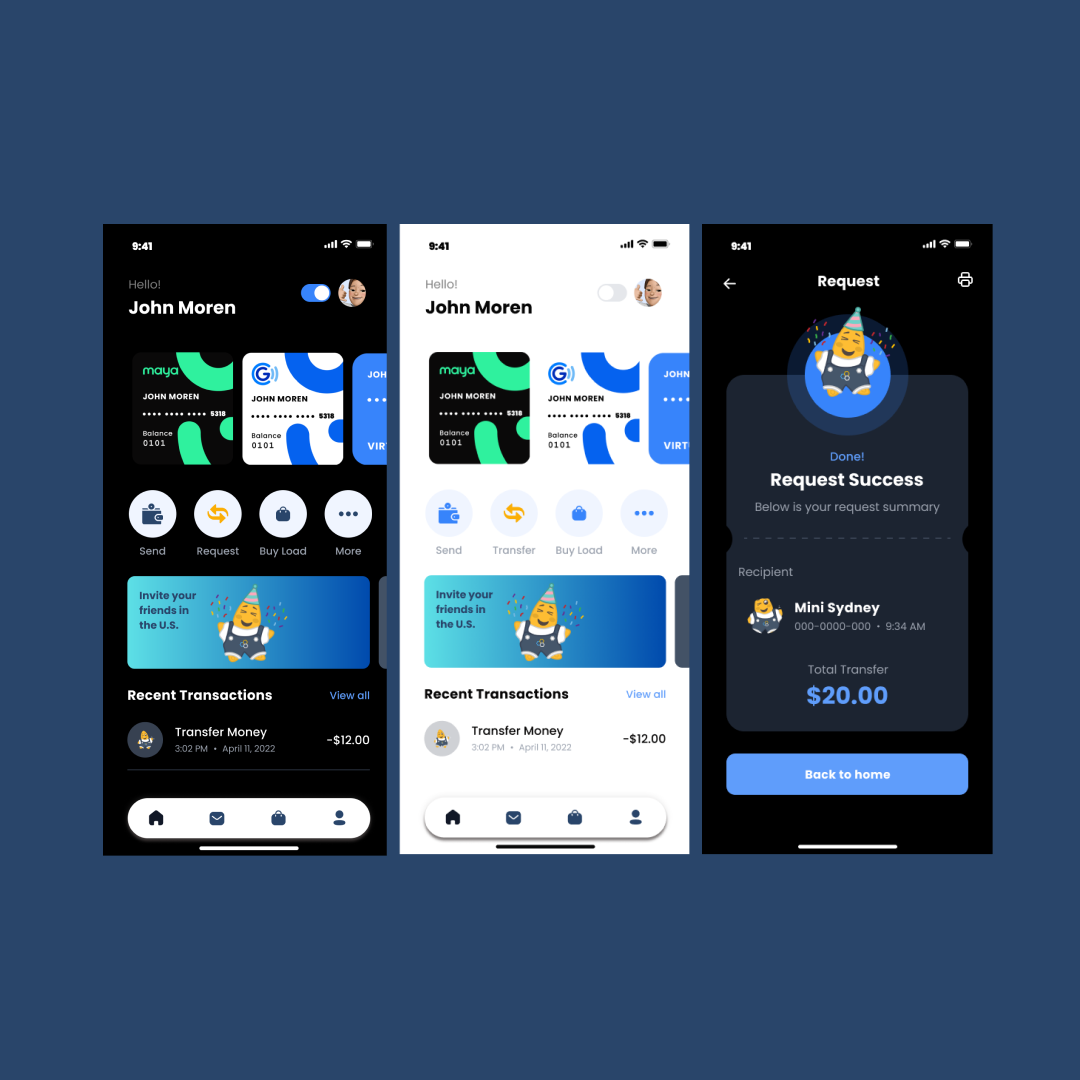 9:41
Hello!
John Moren
maya
JOHN MOREN
•••• •••• •••• 5318
Balance
0101
G
JOHN MOREN
•••• •••• •••• 5318
Balance
0101
JOH
••••
VIRT
Send
Request
Buy Load
More
Invite your
friends in
the U.S.
Recent Transactions
View all
Transfer Money
-$12.00
3:02 PM • April 11, 2022
9:41
Hello!
John Moren
maya
JOHN MOREN
•••• •••• •••• 5318
Balance
0101
G
JOHN MOREN
•••• •••• •••• 5318
Balance
0101
JOHN
••••
VIRTU
Send
Transfer
Buy Load
More
Invite your
friends in
the U.S.
Recent Transactions
View all
Transfer Money
-$12.00
3:02 PM • April 11, 2022
9:41
Request
Done!
Request Success
Below is your request summary
Recipient
Mini Sydney
000-0000-000 • 9:34 AM
Total Transfer
$20.00
Back to home